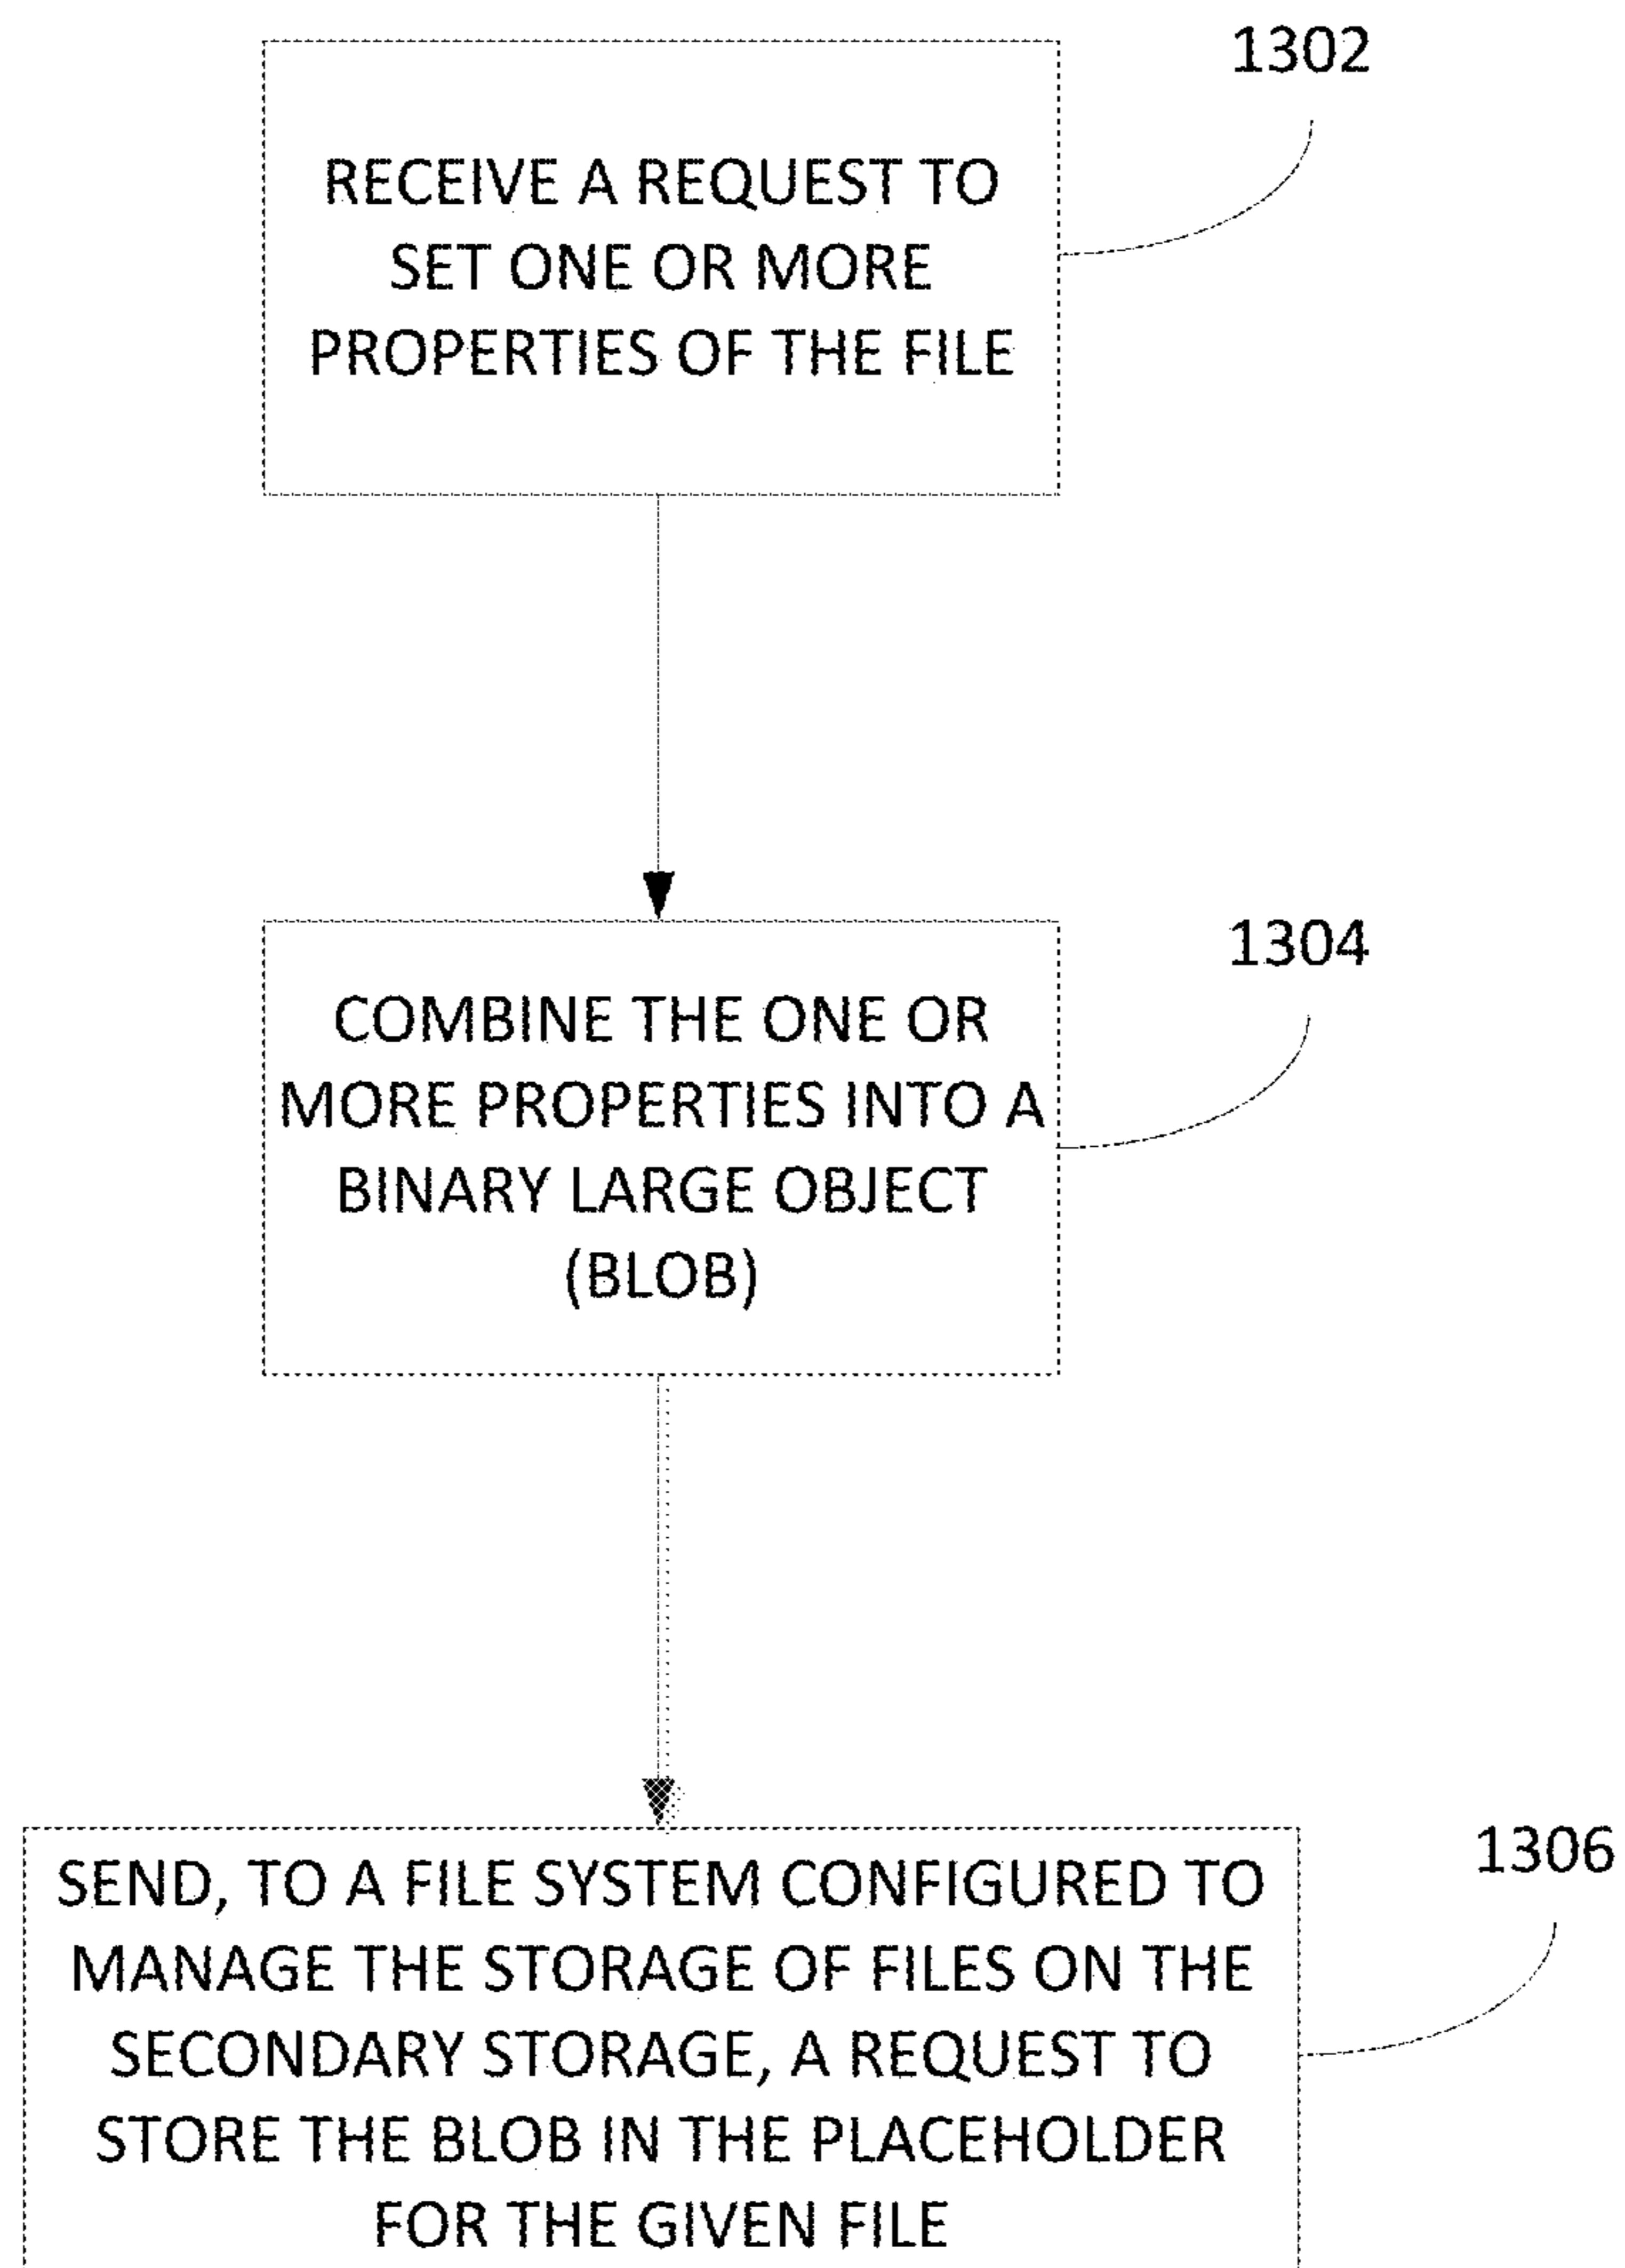 1302
RECEIVE A REQUEST TO
SET ONE OR MORE
PROPERTIES OF THE FILE
1304
COMBINE THE ONE OR
MORE PROPERTIES INTO A
BINARY LARGE OBJECT
(BLOB)
1306
SEND, TO A FILE SYSTEM CONFIGURED TO
MANAGE THE STORAGE OF FILES ON THE
SECONDARY STORAGE, A REQUEST TO
STORE THE BLOB IN THE PLACEHOLDER
FOR THE GIVEN FILE